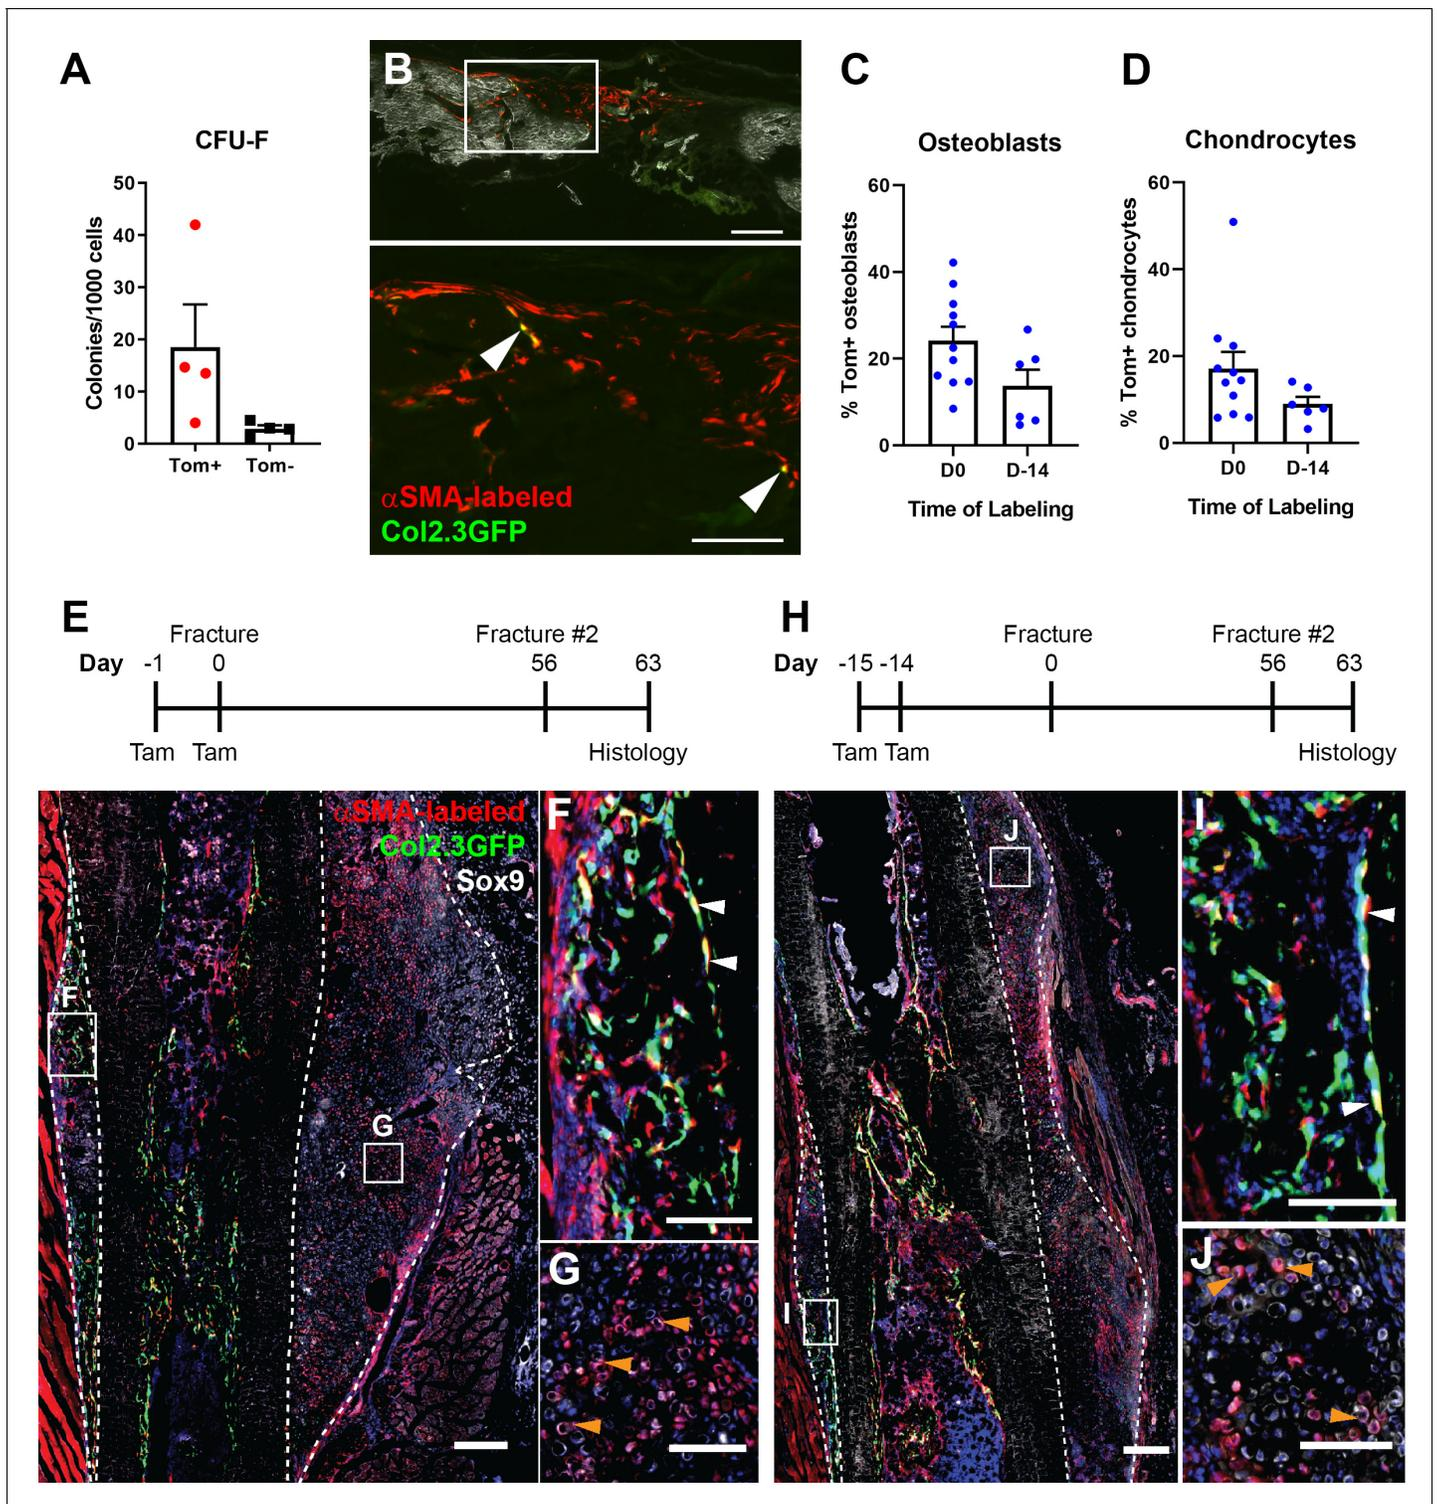 A
CFU-F
Colonies/1000 cells
50
40
30
20
10
0
Tom+ Tom-
B
αSMA-labeled
Col2.3GFP
C
Osteoblasts
% Tom+ osteoblasts
60
40
20
0
D0 D-14
Time of Labeling
D
Chondrocytes
% Tom+ chondrocytes
60
40
20
0
D0 D-14
Time of Labeling
E
Fracture Fracture #2
Day -1 0 56 63
Tam Tam Histology
H
Fracture Fracture #2
Day -15 -14 0 56 63
Tam Tam Histology
αSMA-labeled
Col2.3GFP
Sox9
F
G
F
G
J
I
I
J